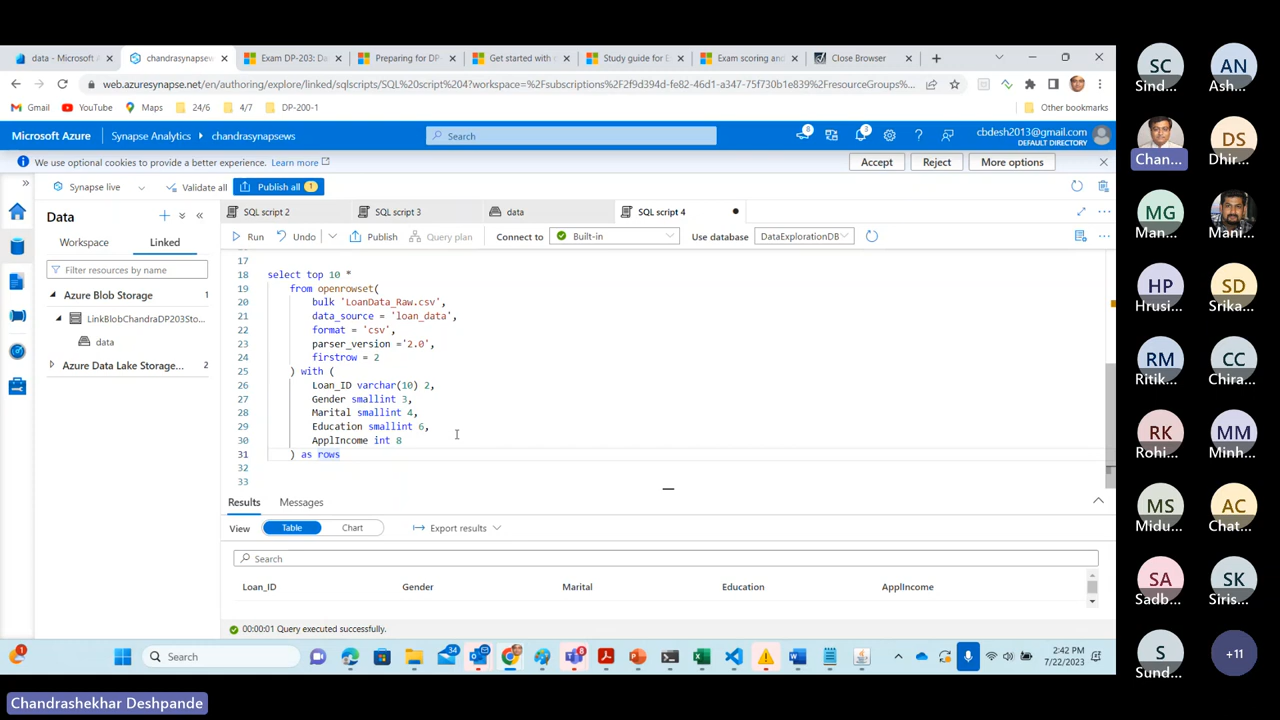 data - Microsoft A
chandrasynapsew
Exam DP-203: Da
Preparing for DP
Get started with
Study guide for E
Exam scoring an
Close Browser
web.azuresynapse.net/en/authoring/explore/linked/sqlscripts/SQL%20script%204?workspace=%2Fsubscriptions%2F2f9d394d-fe82-46d1-a347-75f730b1e839%2FresourceGroups%...
Gmail
YouTube
Maps
24/6
4/7
DP-200-1
Other bookmarks
Microsoft Azure
Synapse Analytics
chandrasynapsews
Search
8
3
cbdesh2013@gmail.com
DEFAULT DIRECTORY
We use optional cookies to provide a better experience. Learn more
Accept
Reject
More options
Synapse live
Validate all
Publish all 1
Data
Workspace
Linked
Filter resources by name
Azure Blob Storage 1
LinkBlobChandraDP203Sto...
data
Azure Data Lake Storage... 2
SQL script 2
SQL script 3
data
SQL script 4
Run
Undo
Publish
Query plan
Connect to
Built-in
Use database
DataExplorationDB
17
18 select top 10 *
19 from openrowset(
20 bulk 'LoanData_Raw.csv',
21 data_source = 'loan_data',
22 format = 'csv',
23 parser_version ='2.0',
24 firstrow = 2
25 ) with (
26 Loan_ID varchar(10) 2,
27 Gender smallint 3,
28 Marital smallint 4,
29 Education smallint 6,
30 ApplIncome int 8
31 ) as rows
32
33
Results
Messages
View
Table
Chart
Export results
Search
Loan_ID Gender Marital Education ApplIncome
00:00:01 Query executed successfully.
1
Search
34
8
2:42 PM
7/22/2023
SC
Sind...
AN
Ash...
Chan...
DS
Dhir...
MG
Man...
Mani...
HP
Hrusi...
SD
Srika...
RM
Ritik...
CC
Chira...
RK
Rohi...
MM
Minh...
MS
Midu...
AC
Chat...
SA
Sadb...
SK
Siris...
S
Sund...
+11
Chandrashekhar Deshpande